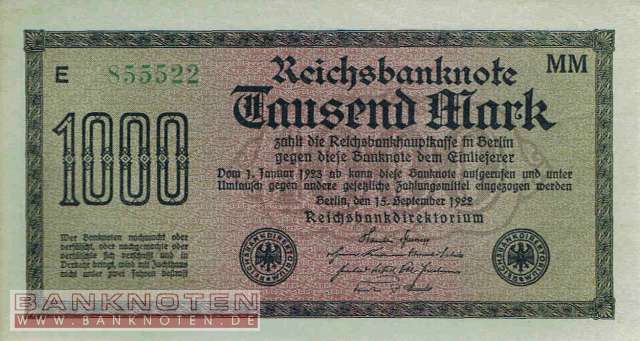 E 855522
Reichsbanknote
MM
Tausend Mark
1000
zahlt die Reichsbankhauptkasse in Berlin
gegen diese Banknote dem Einlieferer
Vom 1. Januar 1923 ab kann diese Banknote aufgerufen und unter
Umtausch gegen andere gesetzliche Zahlungsmittel eingezogen werden
Berlin, den 15. September 1922
Reichsbankdirektorium
Wer Banknoten nachmacht oder
verfälscht, oder nachgemachte oder
verfälschte sich verschafft und in
Verkehr bringt, wird mit Zuchthaus
nicht unter zwei Jahren bestraft
REICHSBANKDIREKTORIUM
REICHSBANKDIREKTORIUM
BANKNOTEN
WWW.BANKNOTEN.DE